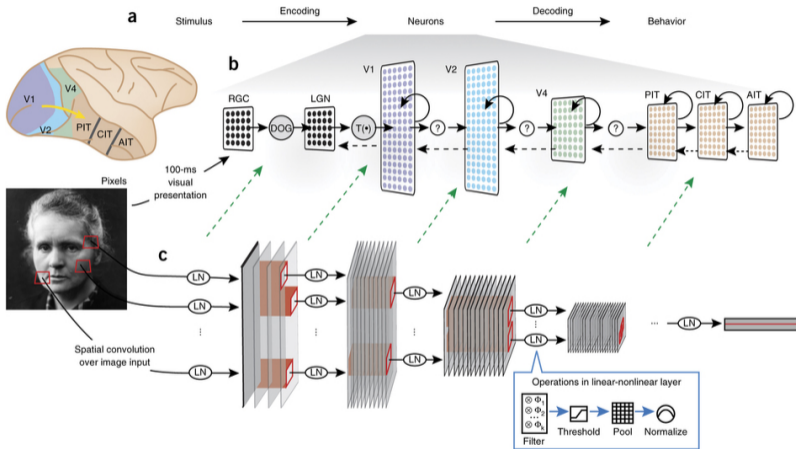 a
Stimulus
Encoding
Neurons
Decoding
Behavior
b
V1
V2
V4
PIT
CIT
AIT
RGC
LGN
DOG
T(•)
?
?
?
V1
V4
V2
PIT
CIT
AIT
100-ms
visual
presentation
Pixels
c
LN
LN
LN
LN
LN
LN
LN
LN
LN
LN
LN
...
...
...
...
...
Spatial convolution
over image input
Operations in linear-nonlinear layer
⊗ Φ1
⊗ Φ2
...
⊗ Φk
Filter
Threshold
Pool
Normalize